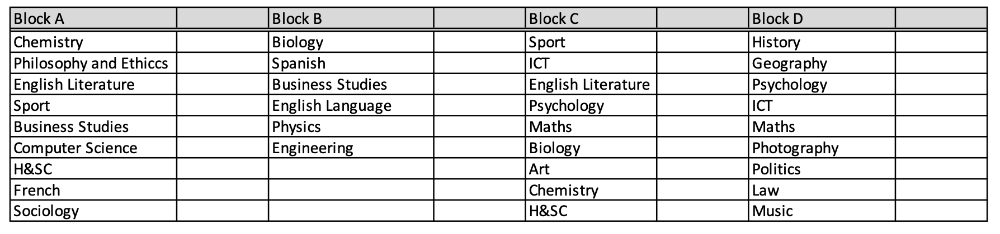 Block A Block B Block C Block D
Chemistry Biology Sport History
Philosophy and Ethiccs Spanish ICT Geography
English Literature Business Studies English Literature Psychology
Sport English Language Psychology ICT
Business Studies Physics Maths Maths
Computer Science Engineering Biology Photography
H&SC Art Politics
French Chemistry Law
Sociology H&SC Music